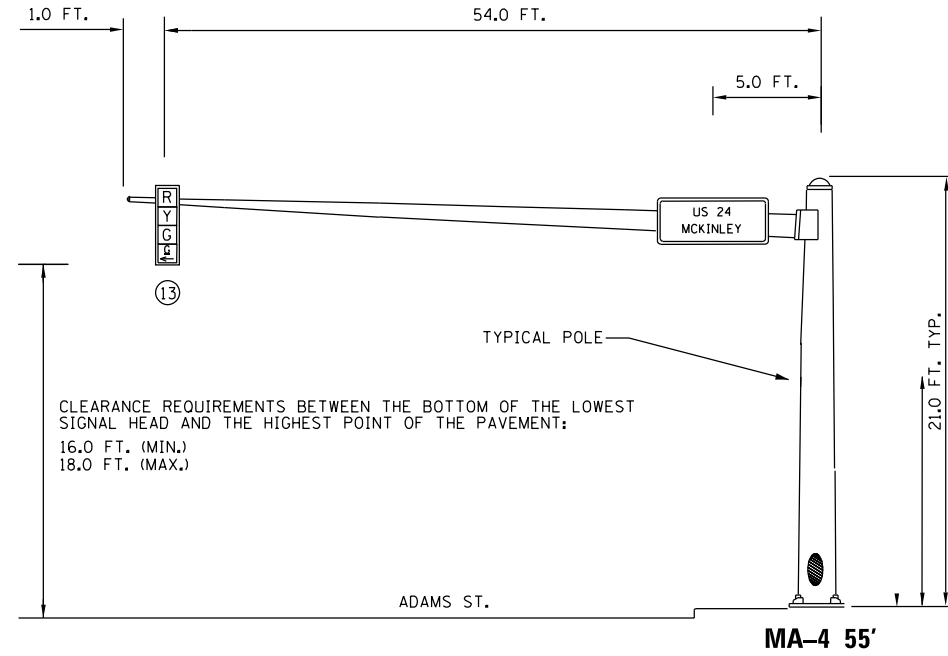 1.0 FT.
54.0 FT.
5.0 FT.
R
Y
G
G
13
US 24
MCKINLEY
TYPICAL POLE
21.0 FT. TYP.
CLEARANCE REQUIREMENTS BETWEEN THE BOTTOM OF THE LOWEST
SIGNAL HEAD AND THE HIGHEST POINT OF THE PAVEMENT:
16.0 FT. (MIN.)
18.0 FT. (MAX.)
ADAMS ST.
MA-4 55'